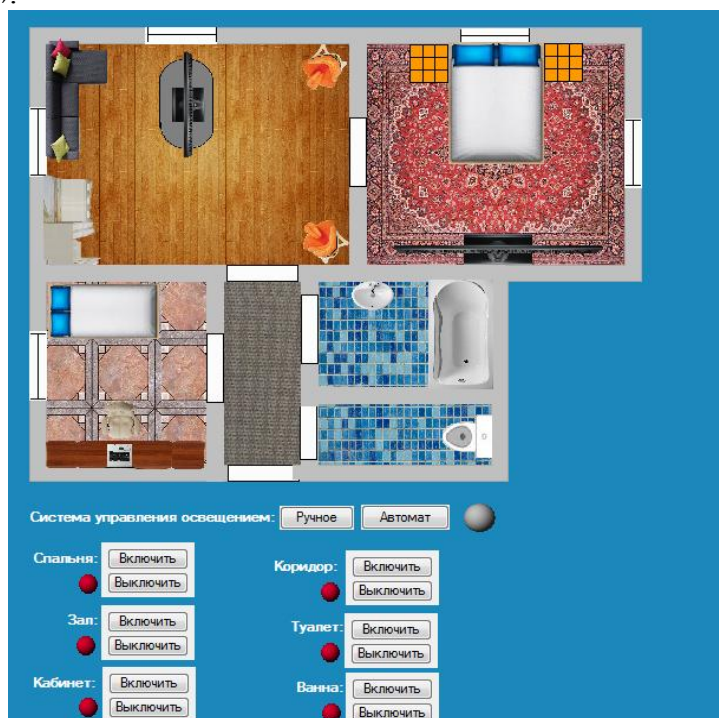 Система управления освещением: Ручное Автомат
Спальня: Включить
Выключить
Коридор: Включить
Выключить
Зал: Включить
Выключить
Туалет: Включить
Выключить
Кабинет: Включить
Выключить
Ванна: Включить
Выключить